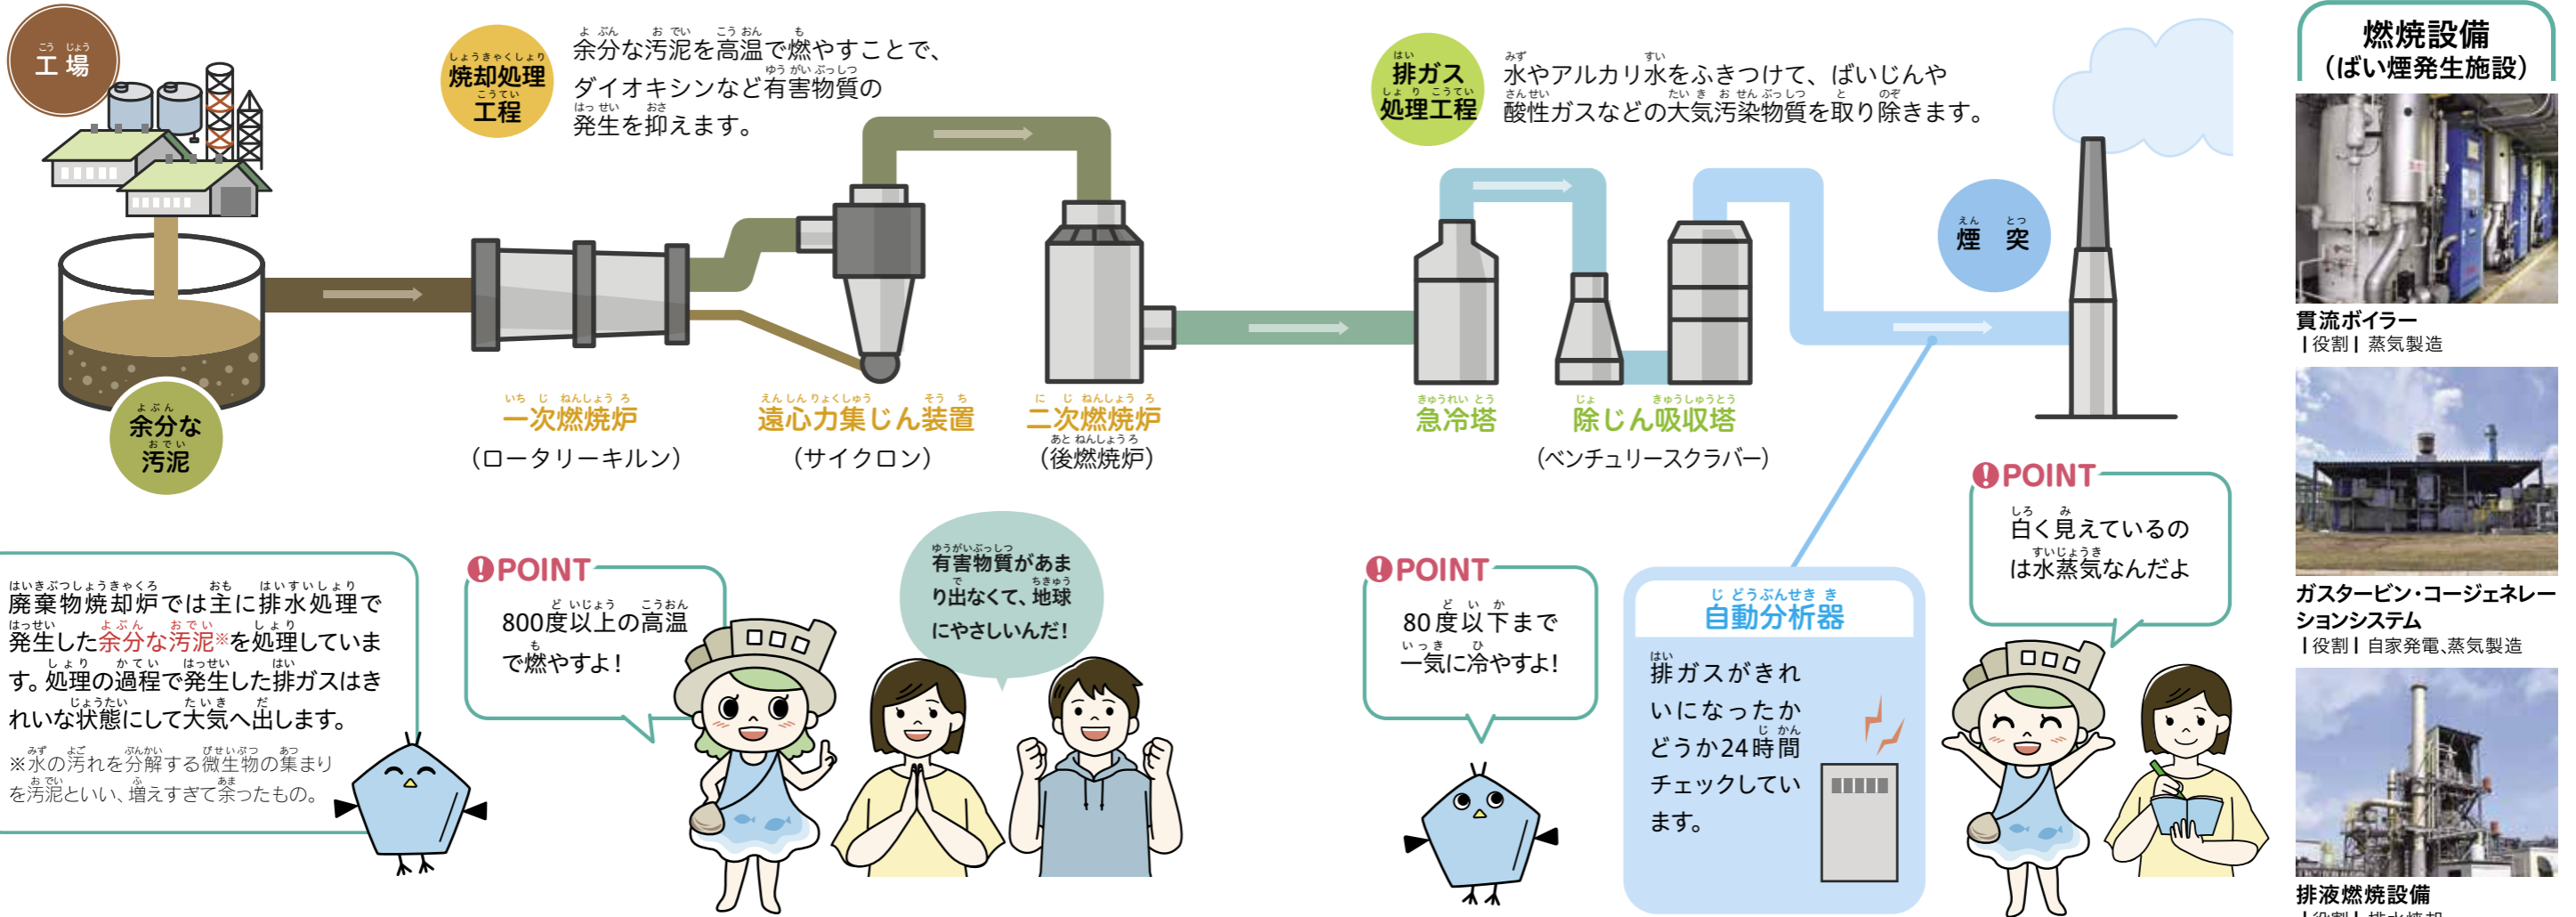 工場
焼却処理
工程
余分な汚泥を高温で燃やすことで、
ダイオキシンなど有害物質の
発生を抑えます。
排ガス
処理工程
水やアルカリ水をふきつけて、ばいじんや
酸性ガスなどの大気汚染物質を取り除きます。
煙突
余分な
汚泥
一次燃焼炉
(ロータリーキルン)
遠心力集じん装置
(サイクロン)
二次燃焼炉
(後燃焼炉)
急冷塔
除じん吸収塔
(ベンチュリースクラバー)
廃棄物焼却炉では主に排水処理で
発生した余分な汚泥※を処理していま
す。処理の過程で発生した排ガスはき
れいな状態にして大気へ出します。
※水の汚れを分解する微生物の集まり
を汚泥といい、増えすぎて余ったもの。
POINT
800度以上の高温
で燃やすよ!
有害物質があま
り出なくて、地球
にやさしいんだ!
POINT
80度以下まで
一気に冷やすよ!
自動分析器
排ガスがきれ
いになったか
どうか24時間
チェックしてい
ます。
POINT
白く見えているの
は水蒸気なんだよ
燃焼設備
(ばい煙発生施設)
貫流ボイラー
|役割| 蒸気製造
ガスタービン・コージェネレー
ションシステム
|役割| 自家発電、蒸気製造
排液燃焼設備
|役割| 排水焼却